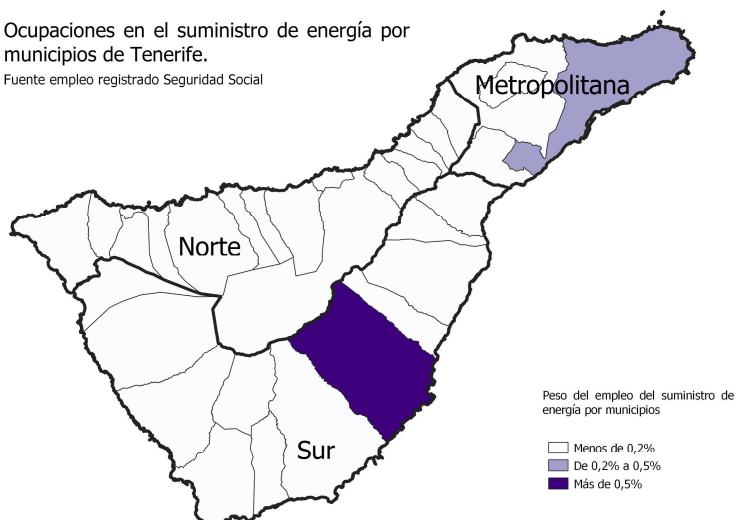 Ocupaciones en el suministro de energía por
municipios de Tenerife.
Fuente empleo registrado Seguridad Social
Metropolitana
Norte
Sur
Peso del empleo del suministro de
energía por municipios
Menos de 0,2%
De 0,2% a 0,5%
Más de 0,5%